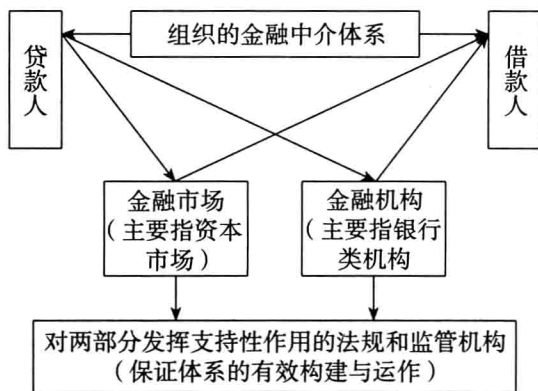 组织的金融中介体系
贷款人
借款人
金融市场
（主要指资本
市场）
金融机构
（主要指银行
类机构
对两部分发挥支持性作用的法规和监管机构
（保证体系的有效构建与运作）